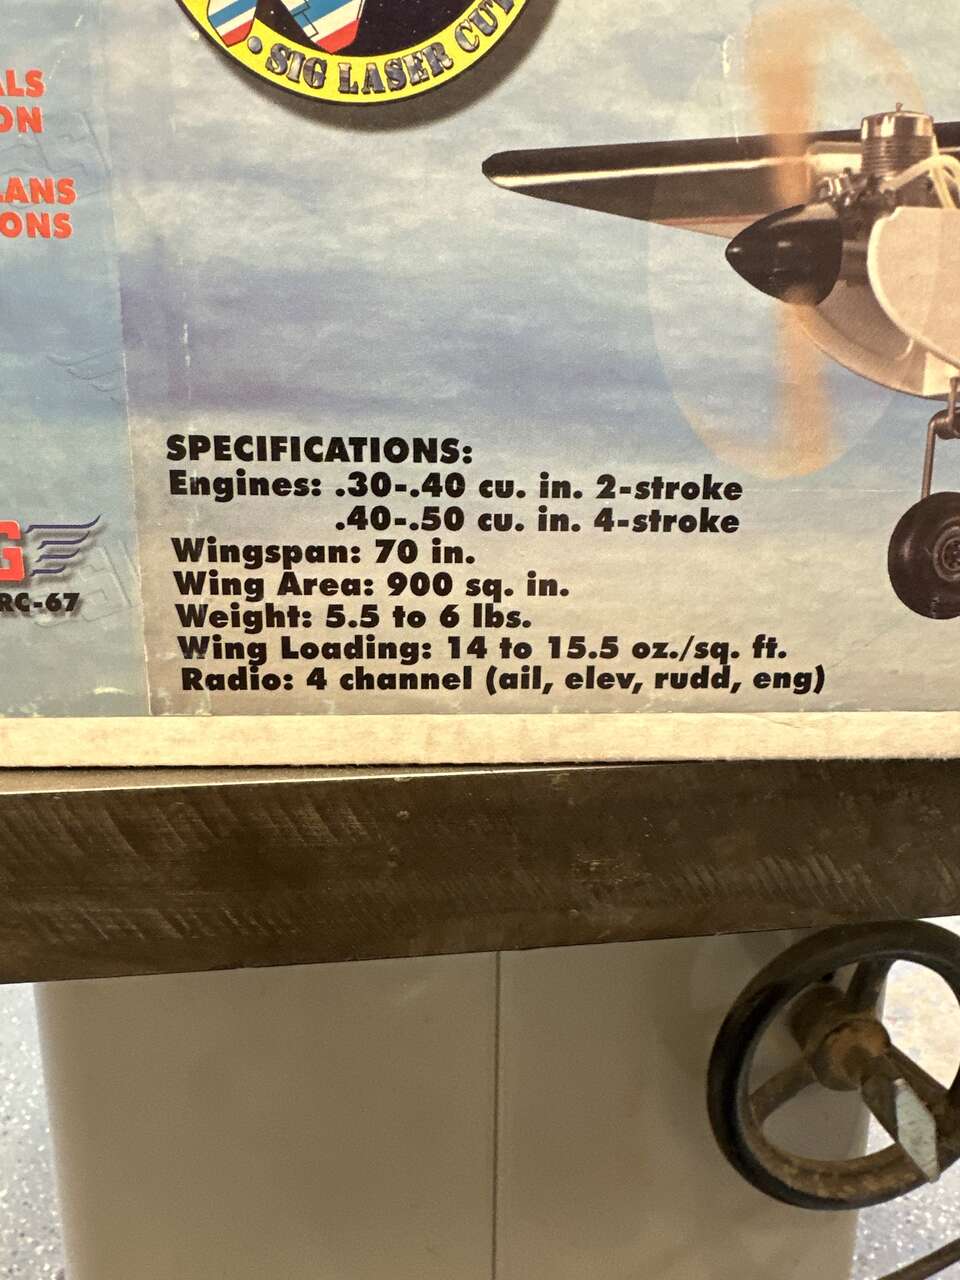 SIG LASER CUT
ALS
ON
LANS
ONS
SPECIFICATIONS:
Engines: .30-.40 cu. in. 2-stroke
.40-.50 cu. in. 4-stroke
Wingspan: 70 in.
Wing Area: 900 sq. in.
Weight: 5.5 to 6 lbs.
Wing Loading: 14 to 15.5 oz./sq. ft.
Radio: 4 channel (ail, elev, rudd, eng)
G
RC-67